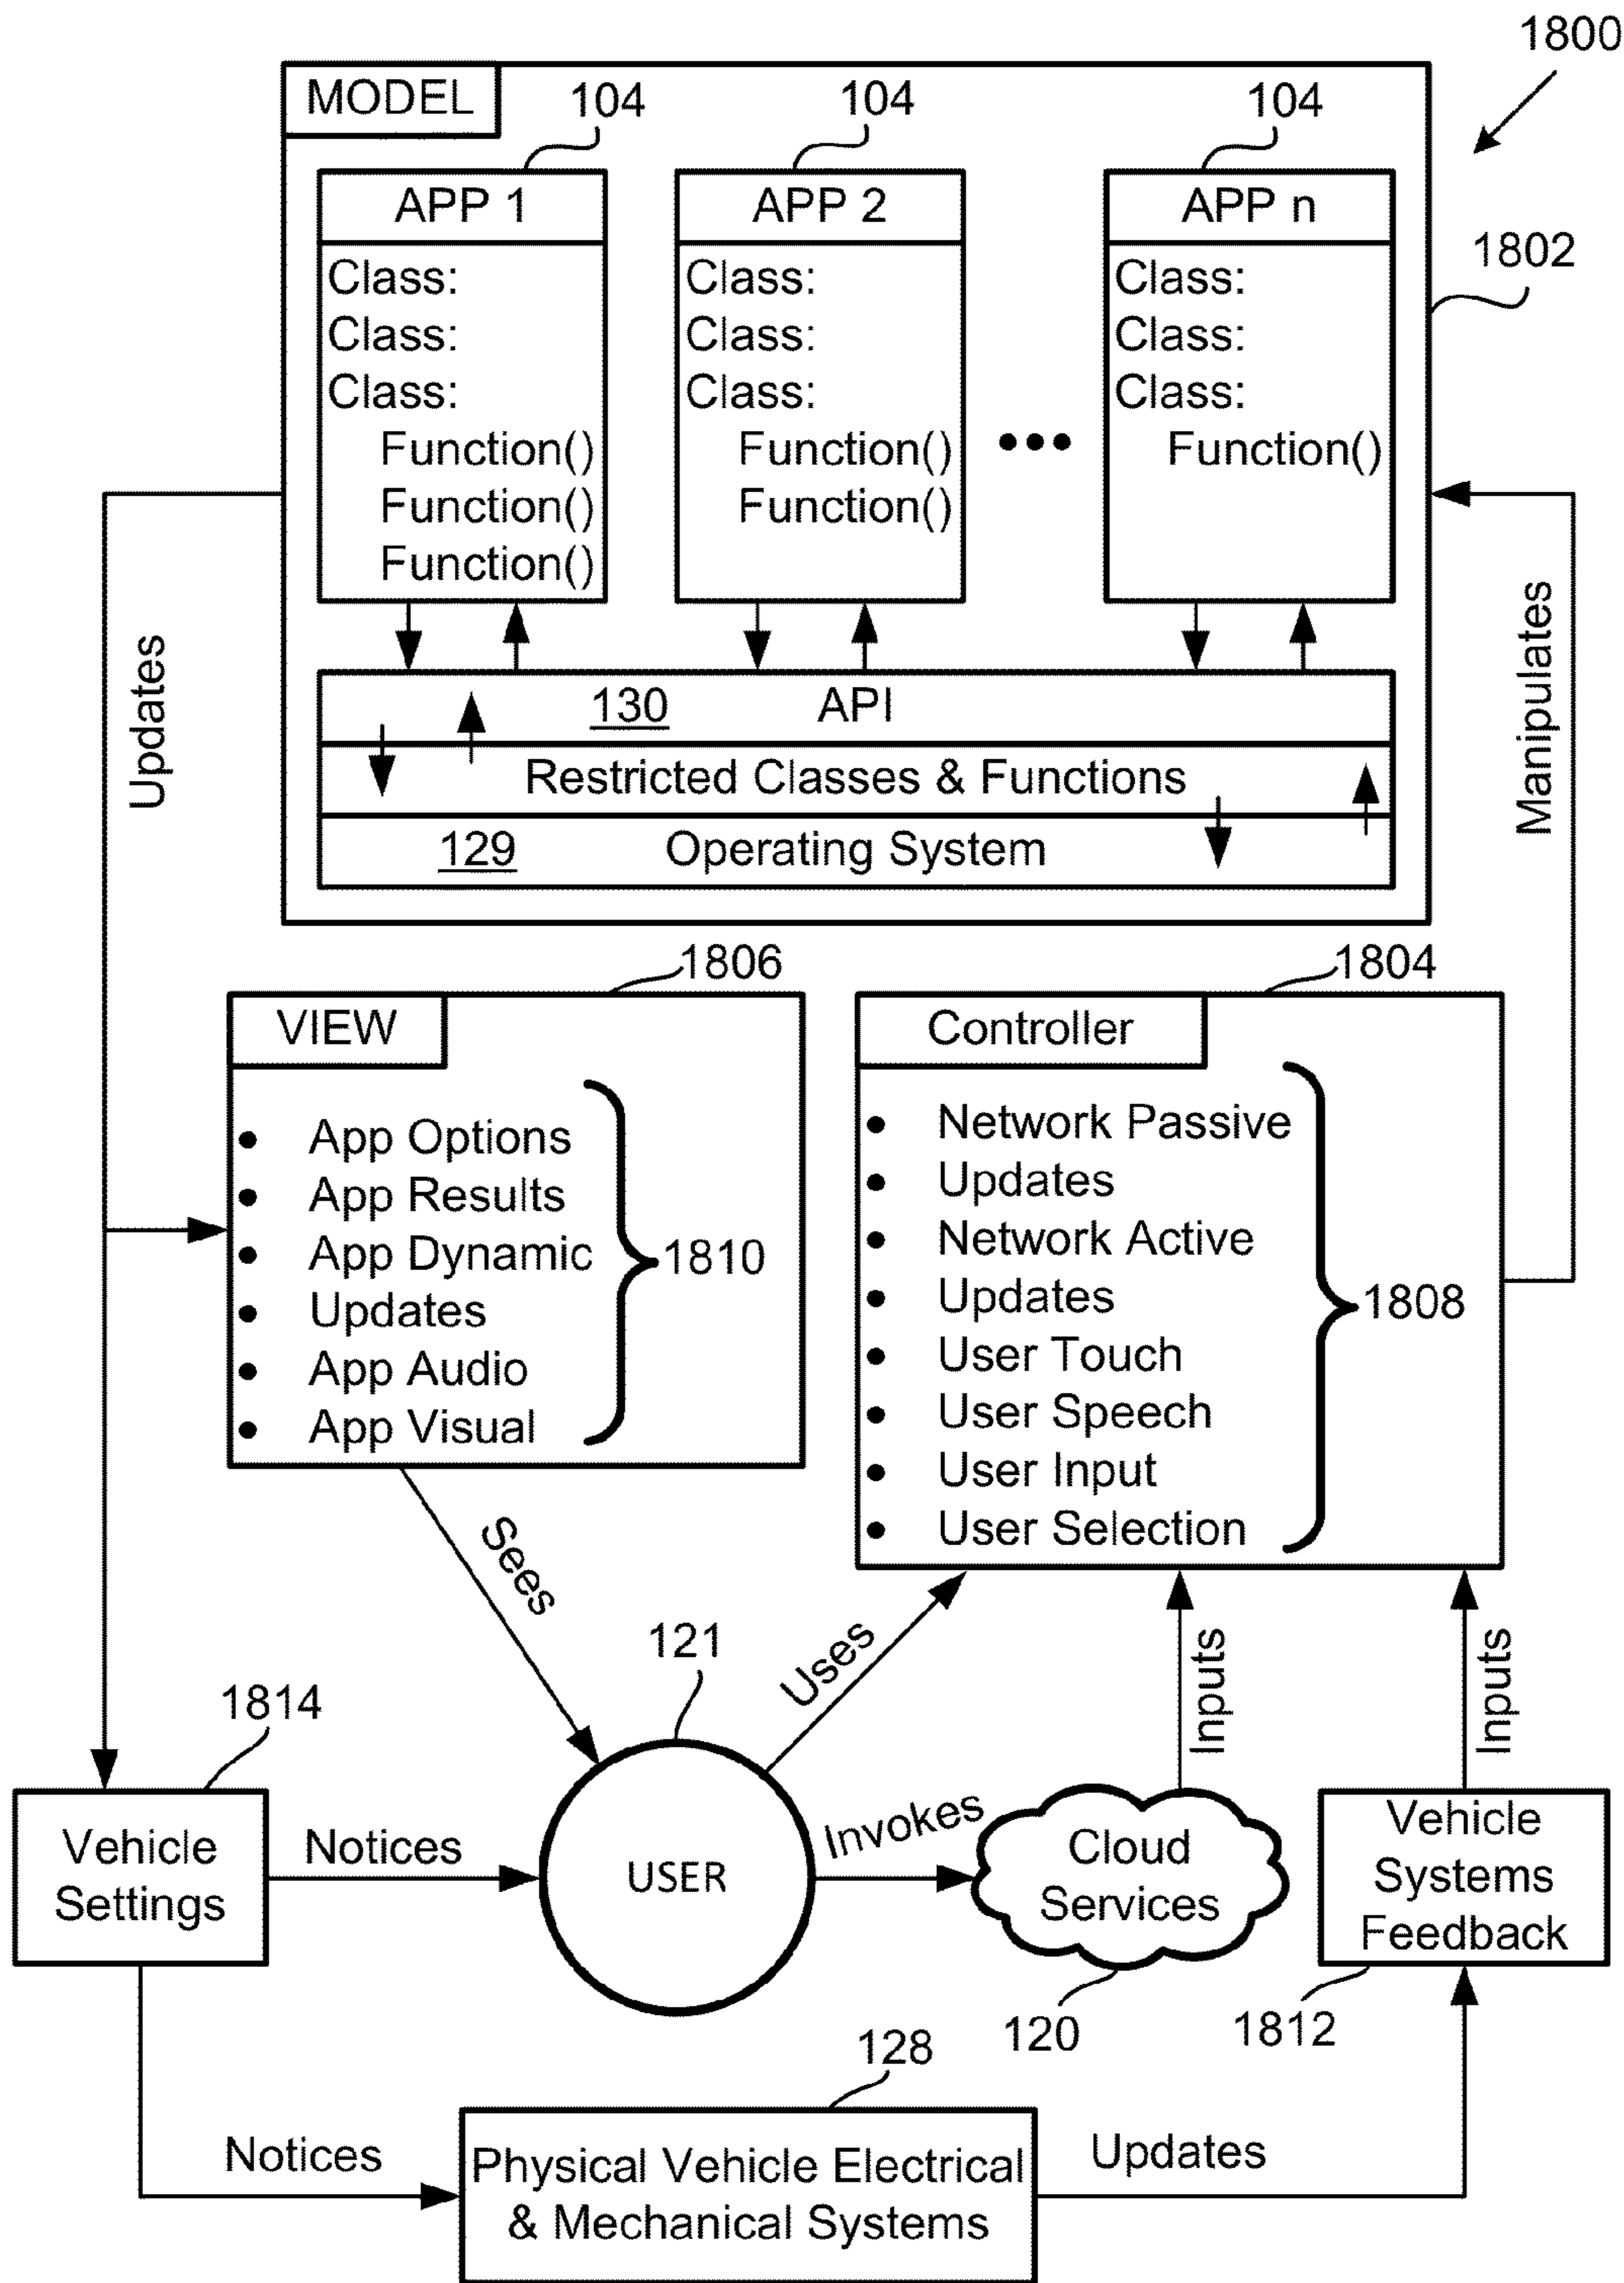 1800
MODEL
104
104
104
1802
APP 1
Class:
Class:
Class:
Function()
Function()
Function()
APP 2
Class:
Class:
Class:
Function()
Function()
•••
APP n
Class:
Class:
Class:
Function()
130 API
Restricted Classes & Functions
129 Operating System
Updates
Manipulates
1806
VIEW
• App Options
• App Results
• App Dynamic
• Updates
• App Audio
• App Visual
1810
1804
Controller
• Network Passive
• Updates
• Network Active
• Updates
• User Touch
• User Speech
• User Input
• User Selection
1808
Sees
Uses
Inputs
Inputs
121
1814
Vehicle
Settings
Notices
USER
Invokes
Cloud
Services
Vehicle
Systems
Feedback
120
1812
128
Notices
Physical Vehicle Electrical
& Mechanical Systems
Updates